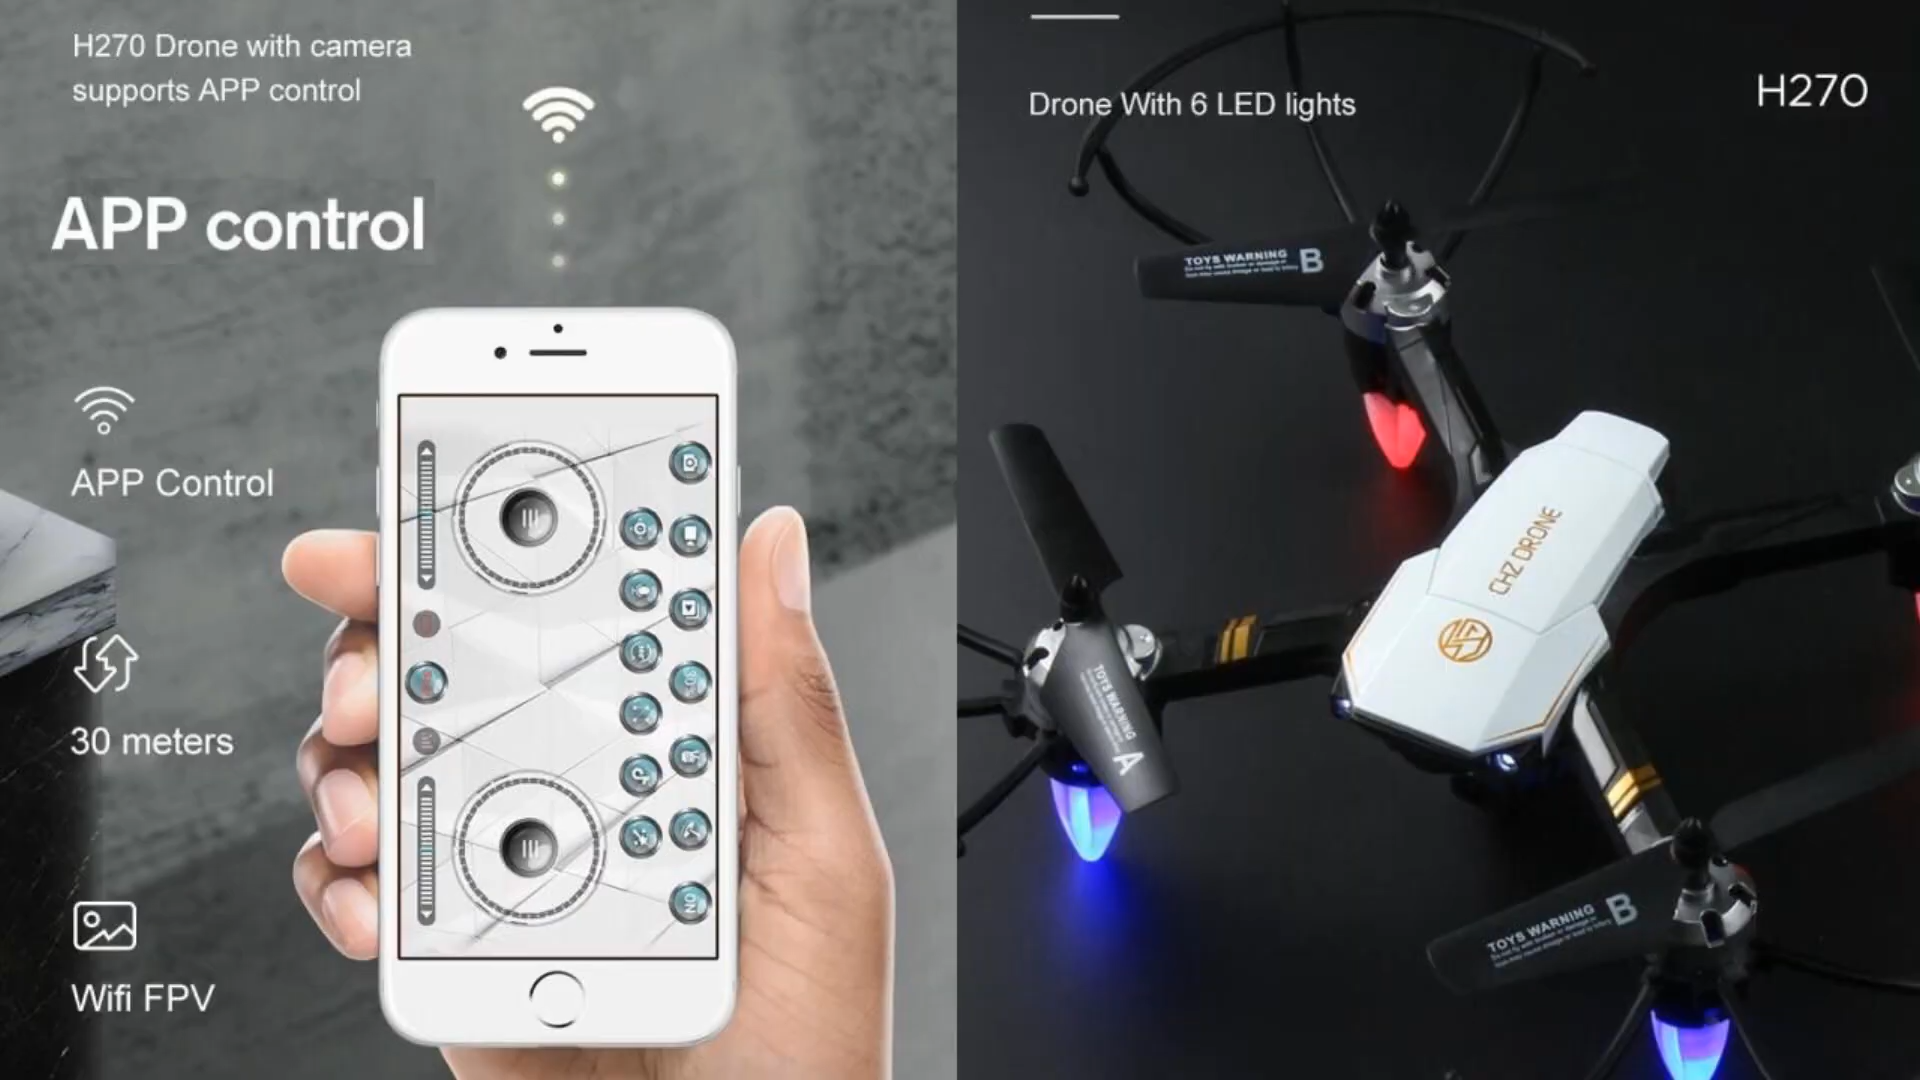 H270 Drone with camera
supports APP control
APP control
APP Control
30 meters
Wifi FPV
ON
Drone With 6 LED lights
H270
TOYS WARNING
B
CHZ DRONE
TOYS WARNING
A
TOYS WARNING
B